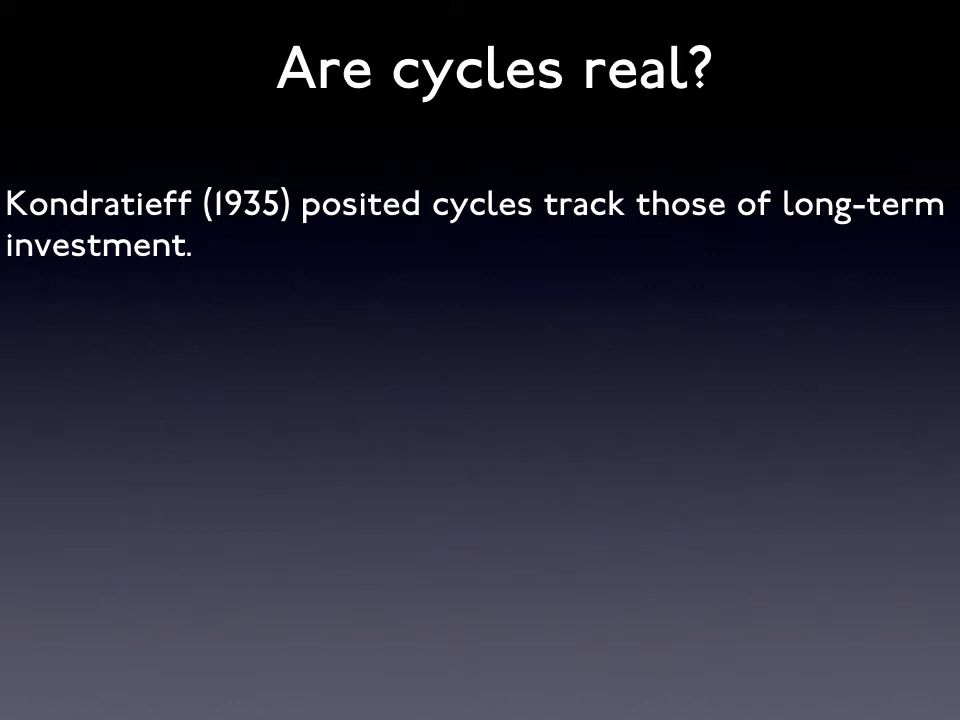 Are cycles real?
Kondratieff (1935) posited cycles track those of long-term
investment.